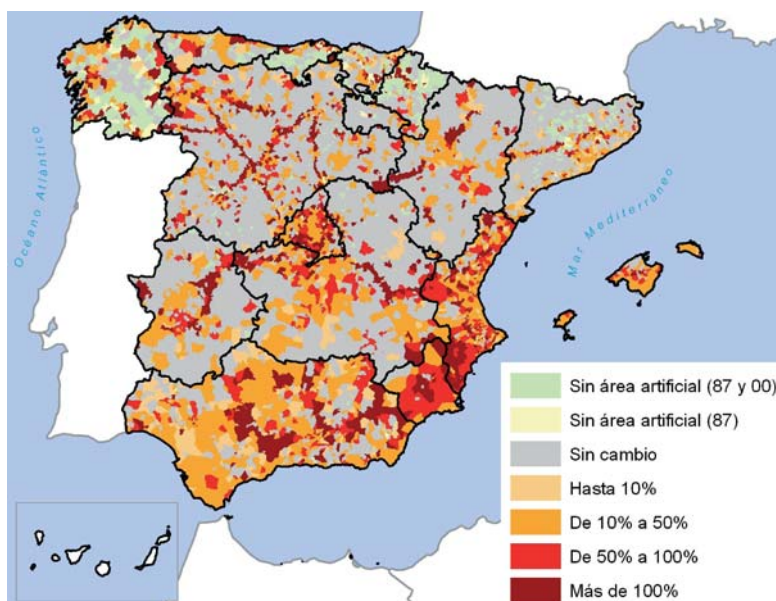 Océano Atlántico
Mar Mediterráneo
Sin área artificial (87 y 00)
Sin área artificial (87)
Sin cambio
Hasta 10%
De 10% a 50%
De 50% a 100%
Más de 100%